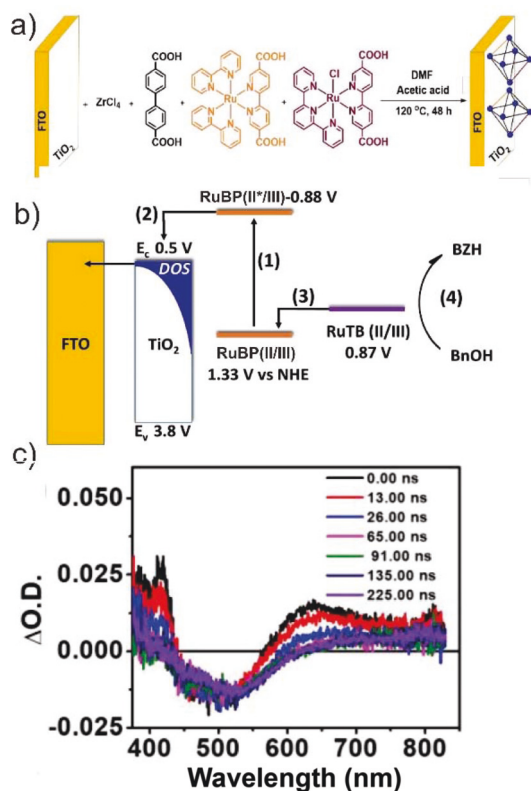 a)
FTO
TiO2
+ ZrCl4 +
COOH
COOH
+
N
N
N
N
N
N
Ru
COOH
COOH
+
Cl
N
N
N
N
N
Ru
COOH
COOH
DMF
Acetic acid
120 °C, 48 h
FTO
TiO2
b)
(2)
RuBP(II*/III)-0.88 V
Ec 0.5 V
DOS
(1)
(3)
BZH
(4)
FTO
TiO2
RuBP(II/III)
1.33 V vs NHE
RuTB (II/III)
0.87 V
BnOH
Ev 3.8 V
c)
0.050
0.025
0.000
-0.025
ΔO.D.
0.00 ns
13.00 ns
26.00 ns
65.00 ns
91.00 ns
135.00 ns
225.00 ns
400 500 600 700 800
Wavelength (nm)